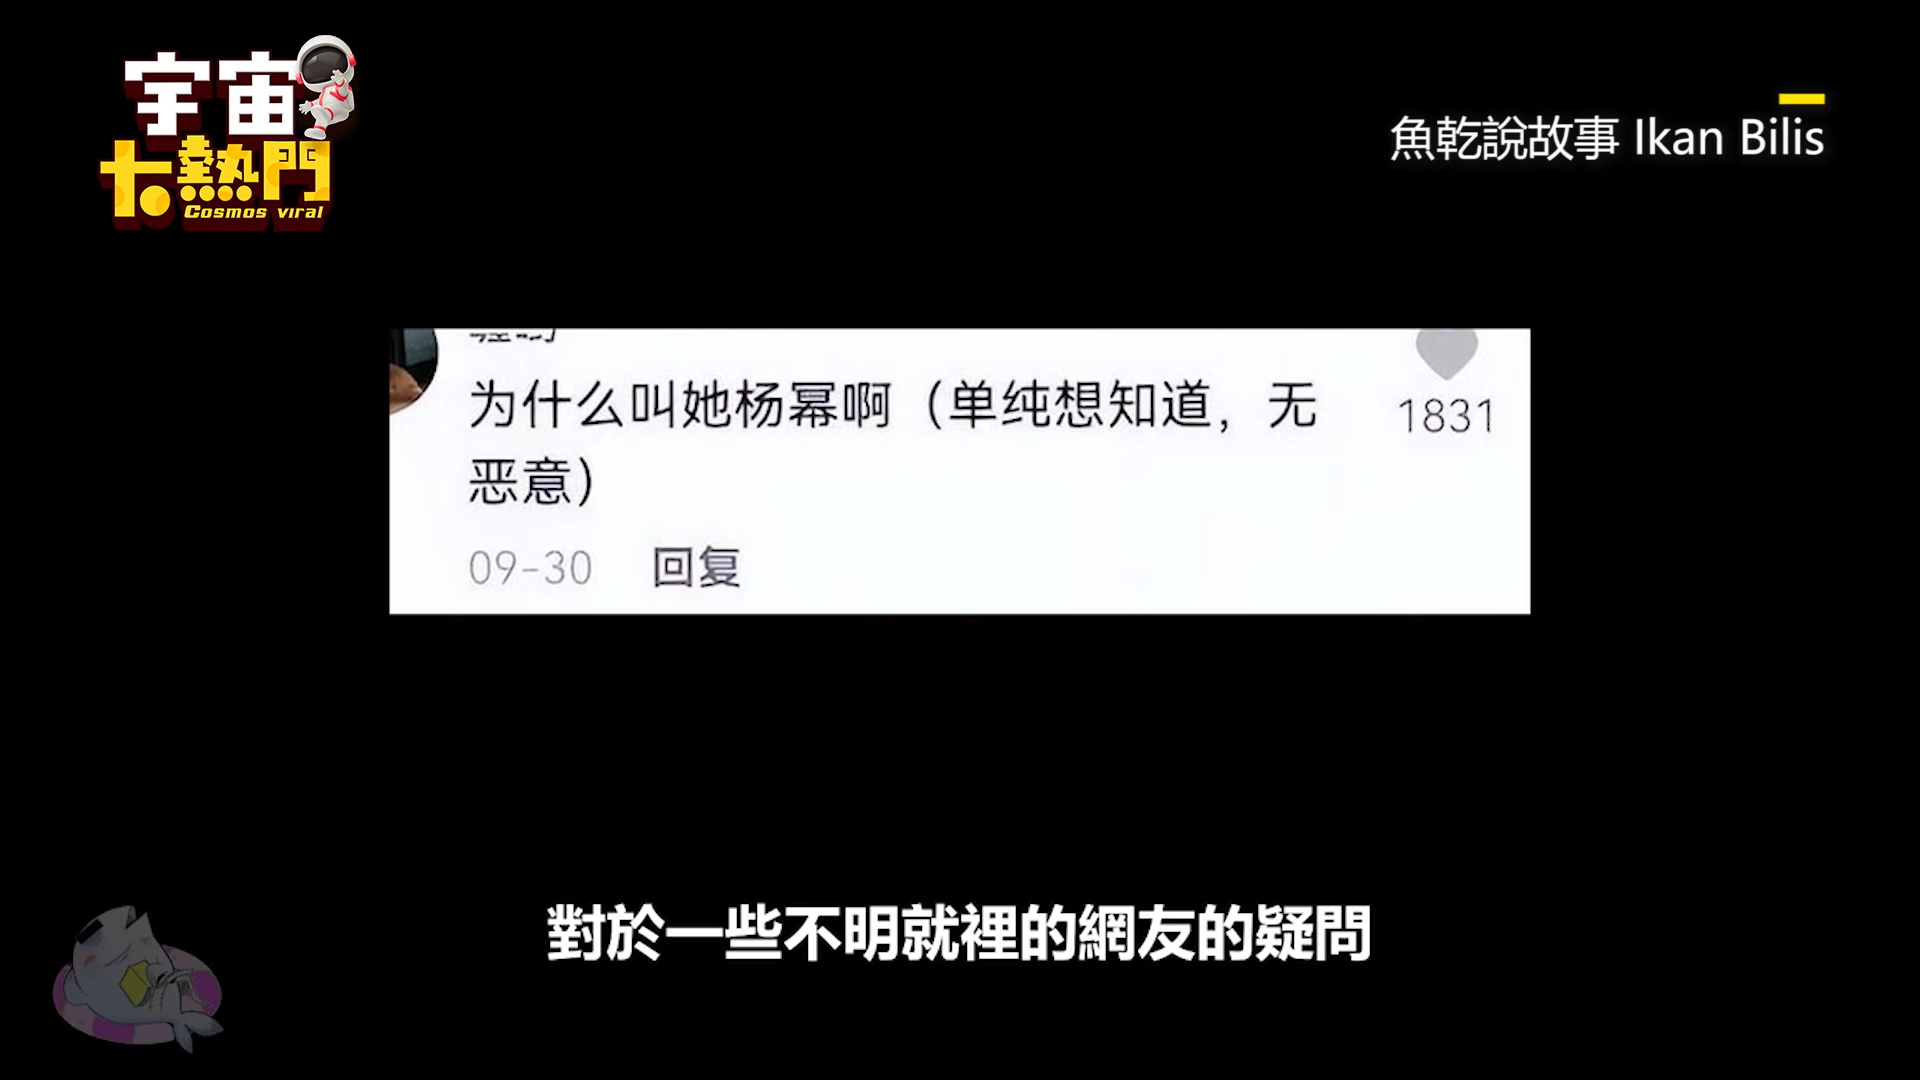 宇宙
大熱門
Cosmos viral
魚乾說故事 Ikan Bilis
为什么叫她杨幂啊（单纯想知道，无
恶意）
1831
09-30 回复
對於一些不明就裡的網友的疑問